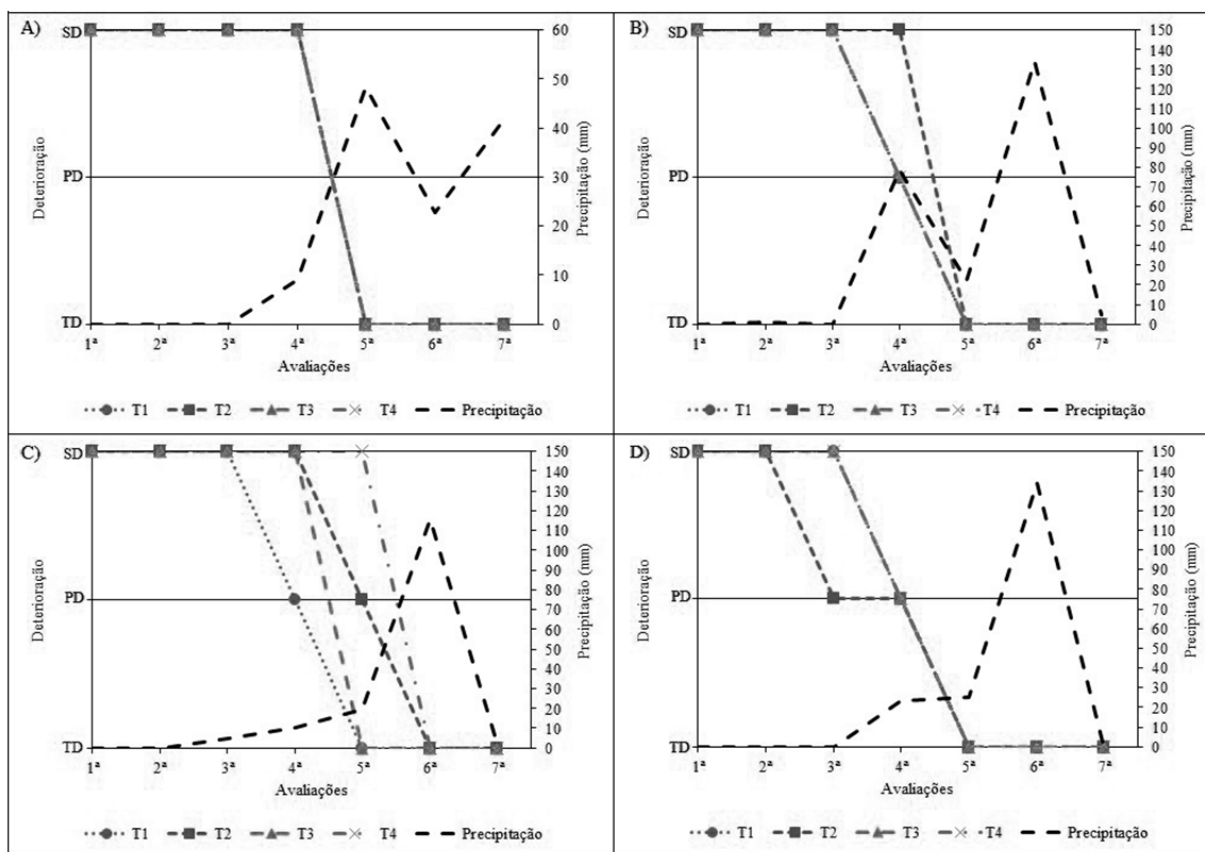 A)
SD
PD
TD
Deterioração
60
50
40
30
20
10
0
Precipitação (mm)
1ª 2ª 3ª 4ª 5ª 6ª 7ª
Avaliações
T1 T2 T3 T4 Precipitação
B)
SD
PD
TD
Deterioração
150
140
130
120
110
100
90
80
70
60
50
40
30
20
10
0
Precipitação (mm)
1ª 2ª 3ª 4ª 5ª 6ª 7ª
Avaliações
T1 T2 T3 T4 Precipitação
C)
SD
PD
TD
Deterioração
150
140
130
120
110
100
90
80
70
60
50
40
30
20
10
0
Precipitação (mm)
1ª 2ª 3ª 4ª 5ª 6ª 7ª
Avaliações
T1 T2 T3 T4 Precipitação
D)
SD
PD
TD
Deterioração
150
140
130
120
110
100
90
80
70
60
50
40
30
20
10
0
Precipitação (mm)
1ª 2ª 3ª 4ª 5ª 6ª 7ª
Avaliações
T1 T2 T3 T4 Precipitação